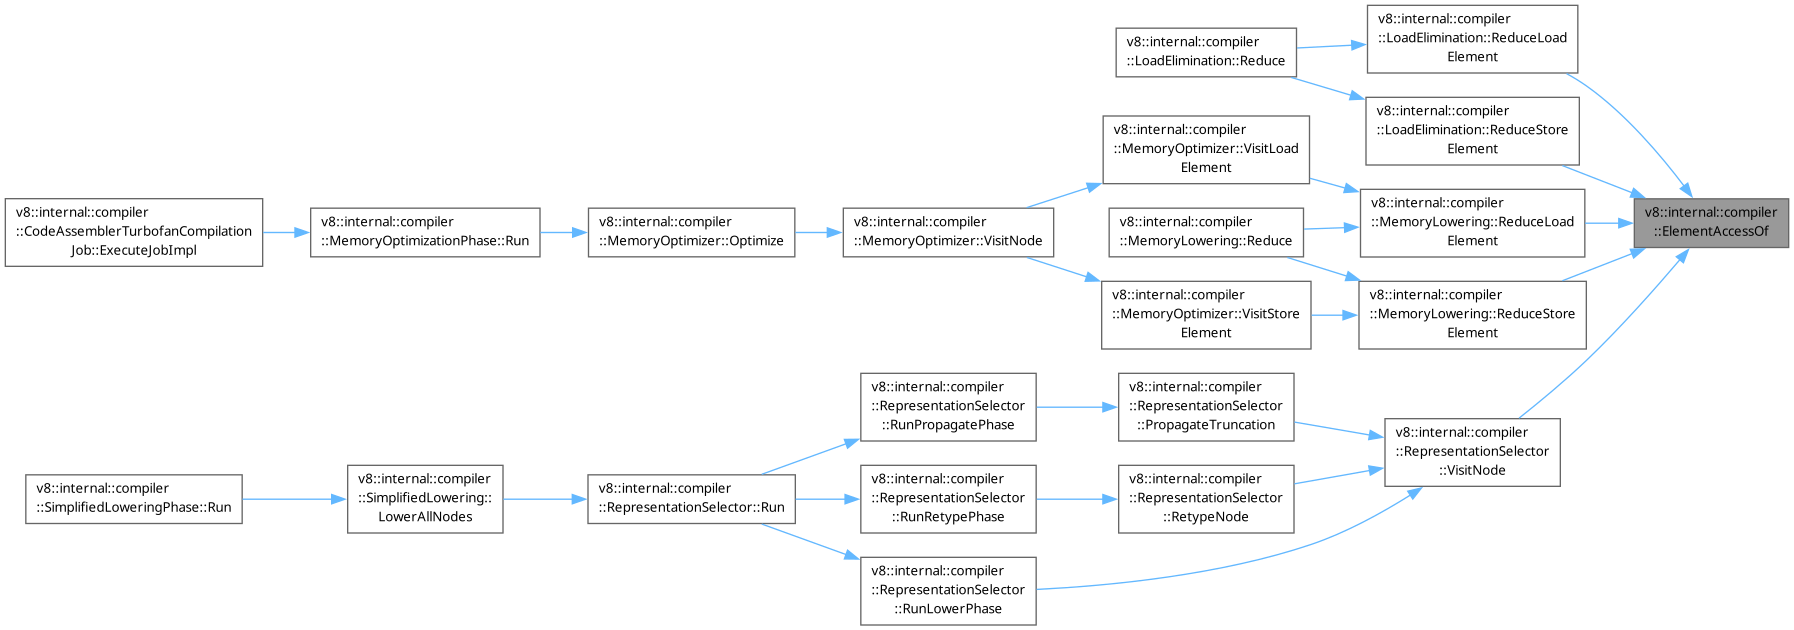 v8::internal::compiler
::LoadElimination::ReduceLoad
Element
v8::internal::compiler
::LoadElimination::Reduce
v8::internal::compiler
::LoadElimination::ReduceStore
Element
v8::internal::compiler
::MemoryOptimizer::VisitLoad
Element
v8::internal::compiler
::CodeAssemblerTurbofanCompilation
Job::ExecuteJobImpl
v8::internal::compiler
::MemoryOptimizationPhase::Run
v8::internal::compiler
::MemoryOptimizer::Optimize
v8::internal::compiler
::MemoryOptimizer::VisitNode
v8::internal::compiler
::MemoryLowering::Reduce
v8::internal::compiler
::MemoryLowering::ReduceLoad
Element
v8::internal::compiler
::ElementAccessOf
v8::internal::compiler
::MemoryOptimizer::VisitStore
Element
v8::internal::compiler
::MemoryLowering::ReduceStore
Element
v8::internal::compiler
::RepresentationSelector
::RunPropagatePhase
v8::internal::compiler
::RepresentationSelector
::PropagateTruncation
v8::internal::compiler
::RepresentationSelector
::VisitNode
v8::internal::compiler
::SimplifiedLoweringPhase::Run
v8::internal::compiler
::SimplifiedLowering::
LowerAllNodes
v8::internal::compiler
::RepresentationSelector::Run
v8::internal::compiler
::RepresentationSelector
::RunRetypePhase
v8::internal::compiler
::RepresentationSelector
::RetypeNode
v8::internal::compiler
::RepresentationSelector
::RunLowerPhase